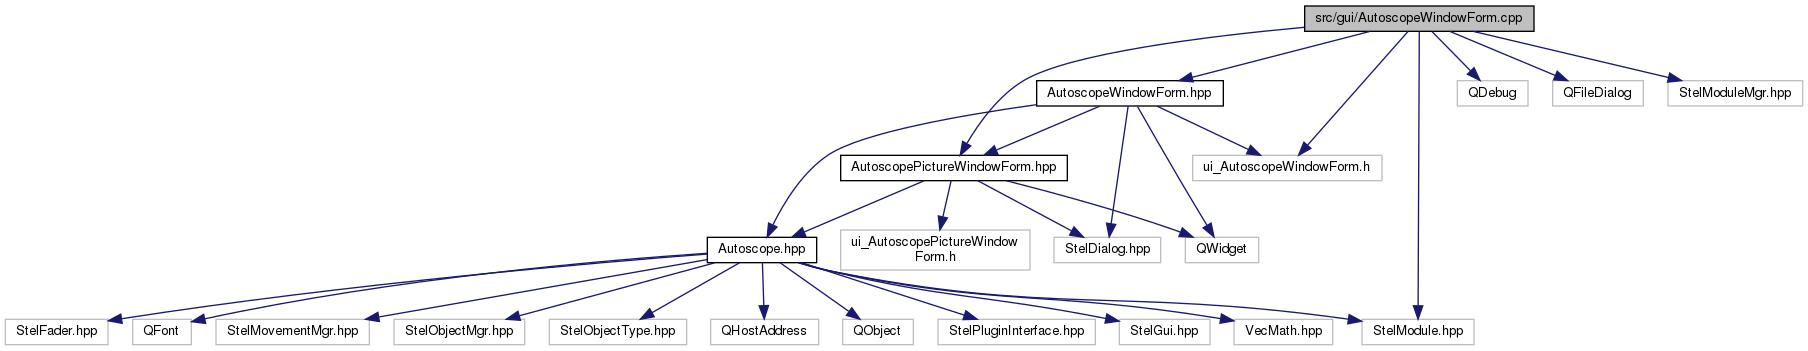 src/gui/AutoscopeWindowForm.cpp
AutoscopeWindowForm.hpp
QDebug
QFileDialog
StelModuleMgr.hpp
AutoscopePictureWindowForm.hpp
ui_AutoscopeWindowForm.h
Autoscope.hpp
ui_AutoscopePictureWindow
Form.h
StelDialog.hpp
QWidget
StelFader.hpp
QFont
StelMovementMgr.hpp
StelObjectMgr.hpp
StelObjectType.hpp
QHostAddress
QObject
StelPluginInterface.hpp
StelGui.hpp
VecMath.hpp
StelModule.hpp